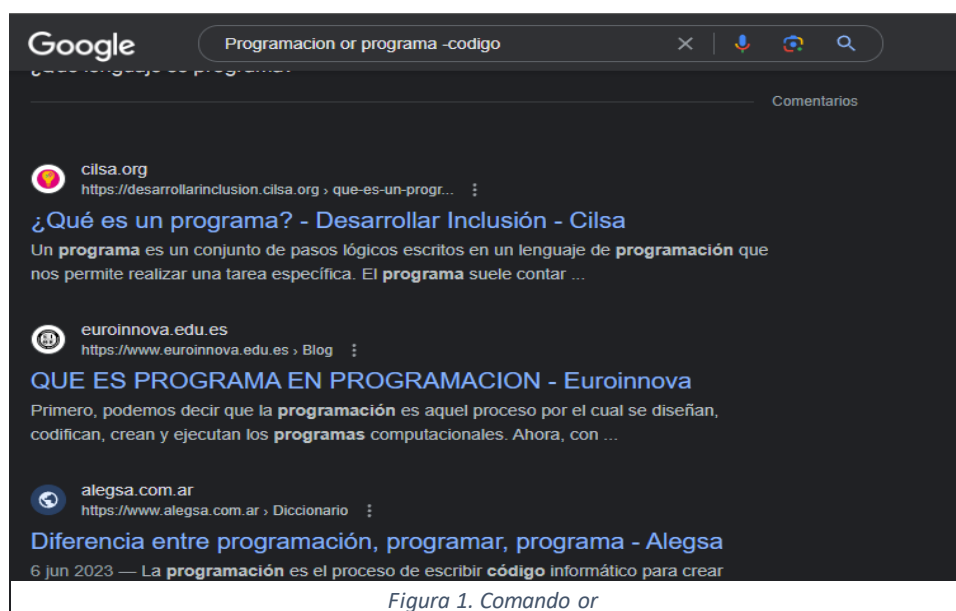 Google
Programacion or programa -codigo
¿Qué lenguaje es programa?
Comentarios
cilsa.org
https://desarrollarinclusion.cilsa.org › que-es-un-progr...
¿Qué es un programa? - Desarrollar Inclusión - Cilsa
Un programa es un conjunto de pasos lógicos escritos en un lenguaje de programación que
nos permite realizar una tarea específica. El programa suele contar ...
euroinnova.edu.es
https://www.euroinnova.edu.es › Blog
QUE ES PROGRAMA EN PROGRAMACION - Euroinnova
Primero, podemos decir que la programación es aquel proceso por el cual se diseñan,
codifican, crean y ejecutan los programas computacionales. Ahora, con ...
alegsa.com.ar
https://www.alegsa.com.ar › Diccionario
Diferencia entre programación, programar, programa - Alegsa
6 jun 2023 — La programación es el proceso de escribir código informático para crear
Figura 1. Comando or